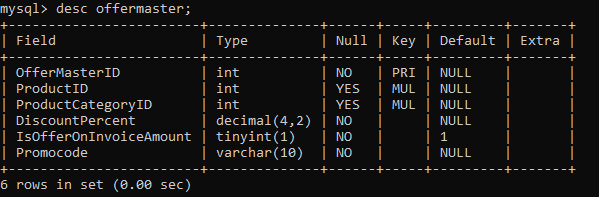 mysql> desc offermaster;
+----------------------+--------------+------+-----+---------+-------+
| Field                | Type         | Null | Key | Default | Extra |
+----------------------+--------------+------+-----+---------+-------+
| OfferMasterID        | int          | NO   | PRI | NULL    |       |
| ProductID            | int          | YES  | MUL | NULL    |       |
| ProductCategoryID    | int          | YES  | MUL | NULL    |       |
| DiscountPercent      | decimal(4,2) | NO   |     | NULL    |       |
| IsOfferOnInvoiceAmount | tinyint(1) | NO   |     | 1       |       |
| Promocode            | varchar(10)  | NO   |     | NULL    |       |
+----------------------+--------------+------+-----+---------+-------+
6 rows in set (0.00 sec)